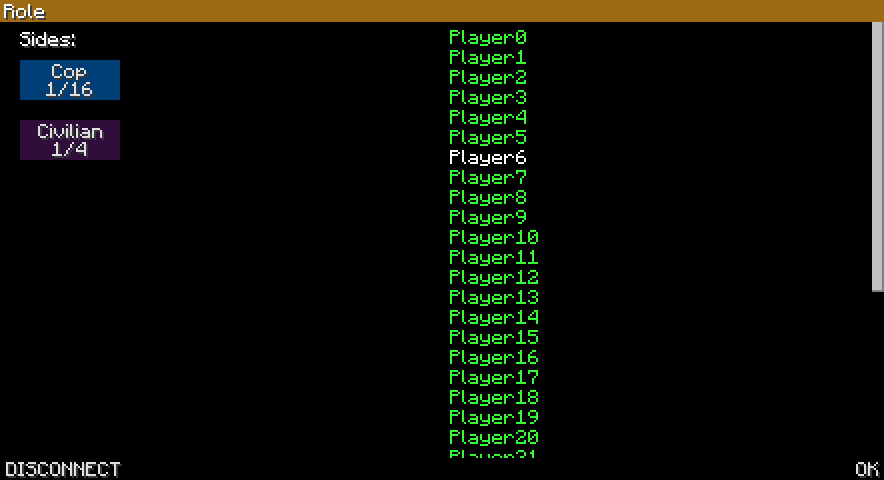 Role
Sides:
Cop
1/16
Civilian
1/4
Player0
Player1
Player2
Player3
Player4
Player5
Player6
Player7
Player8
Player9
Player10
Player11
Player12
Player13
Player14
Player15
Player16
Player17
Player18
Player19
Player20
Player21
DISCONNECT
OK